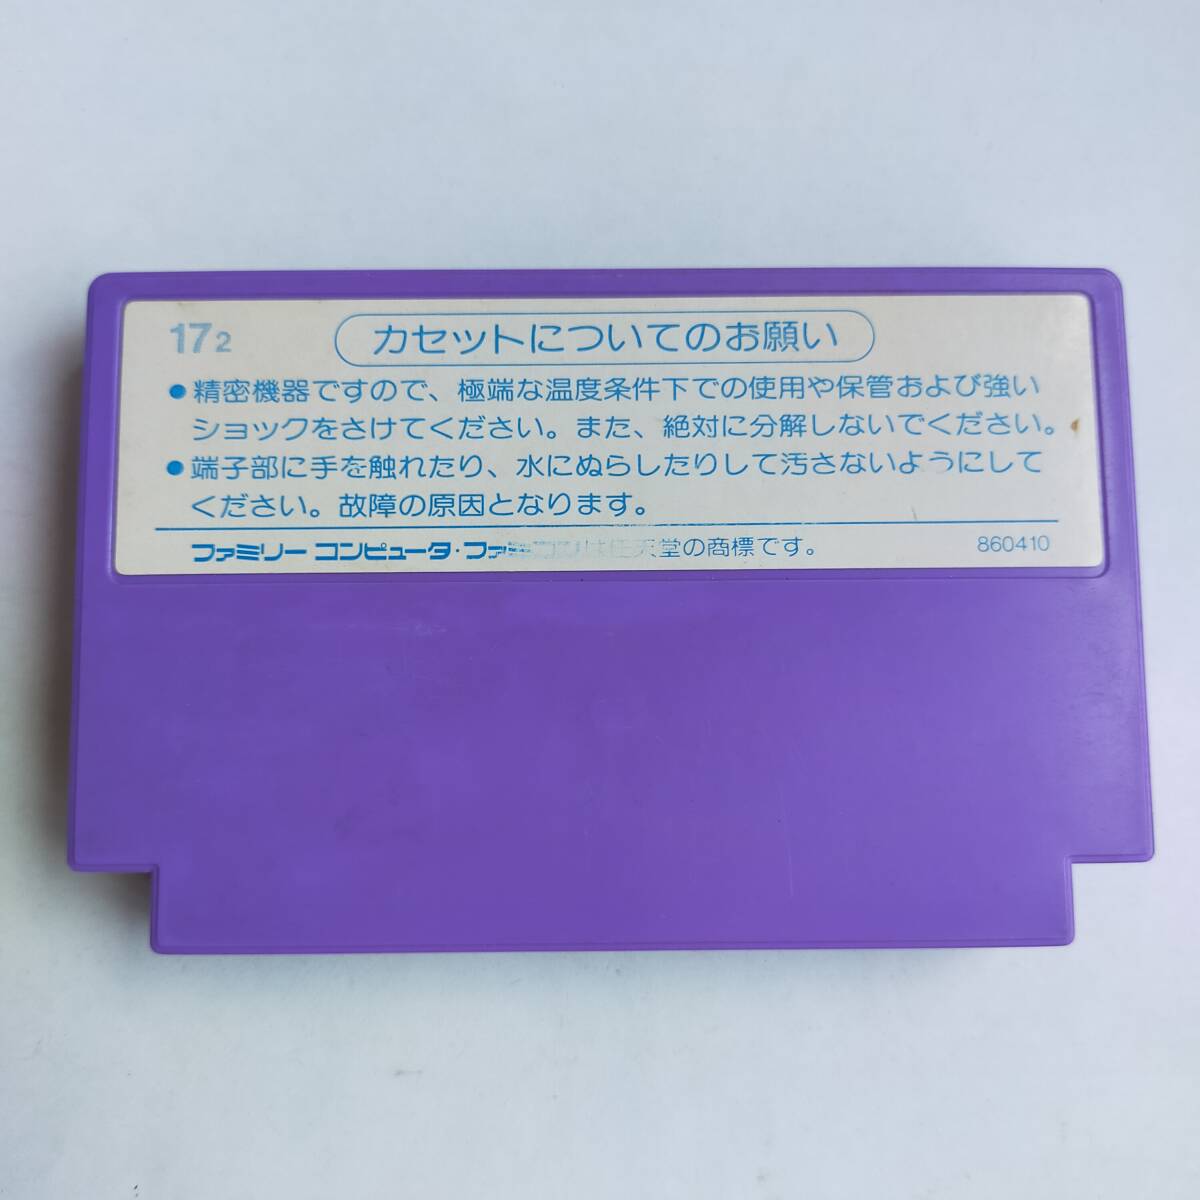 172
カセットについてのお願い
●精密機器ですので、極端な温度条件下での使用や保管および強い
ショックをさけてください。また、絶対に分解しないでください。
●端子部に手を触れたり、水にぬらしたりして汚さないようにして
ください。故障の原因となります。
ファミリー コンピュータ・ファミコンは任天堂の商標です。
860410